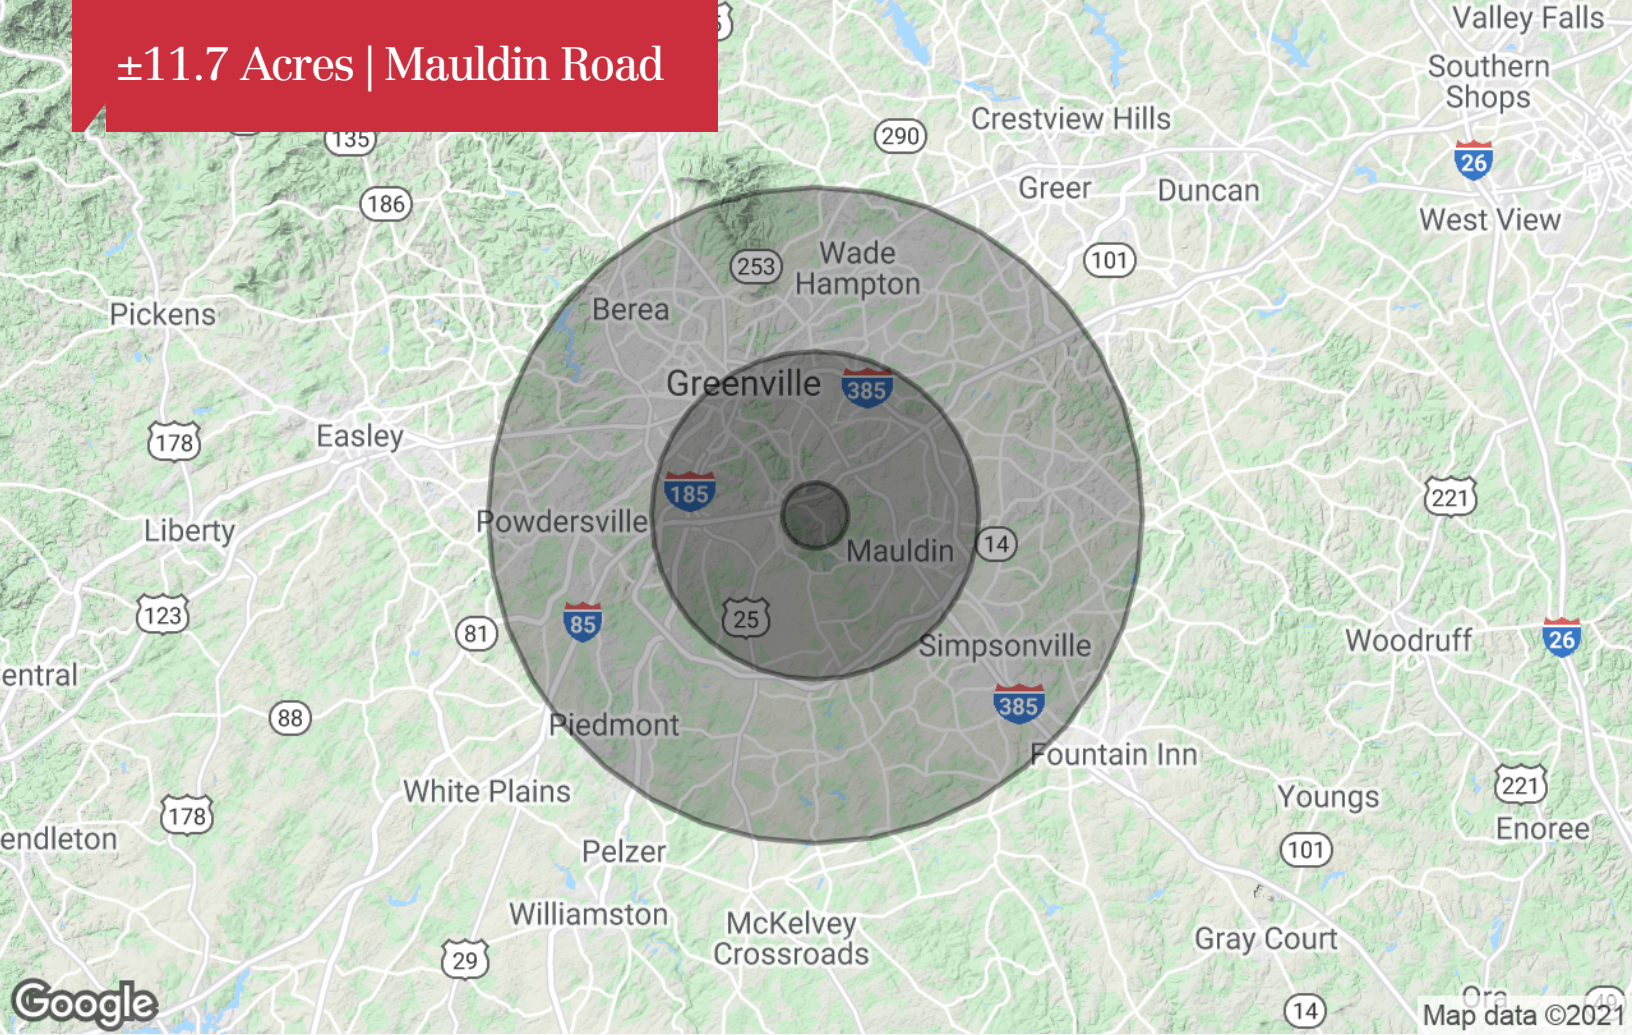 ±11.7 Acres | Mauldin Road
Valley Falls
Southern
Shops
Crestview Hills
290
135
26
Greer
Duncan
186
West View
Wade
Hampton
253
101
Berea
Pickens
Greenville
385
178
Easley
185
221
Powdersville
Liberty
Mauldin
14
123
25
85
81
Simpsonville
Woodruff
26
entral
385
88
Piedmont
Fountain Inn
White Plains
221
Youngs
178
Enoree
endleton
Pelzer
101
Williamston
McKelvey
Crossroads
Gray Court
29
Google
Ora
49
14
Map data ©2021